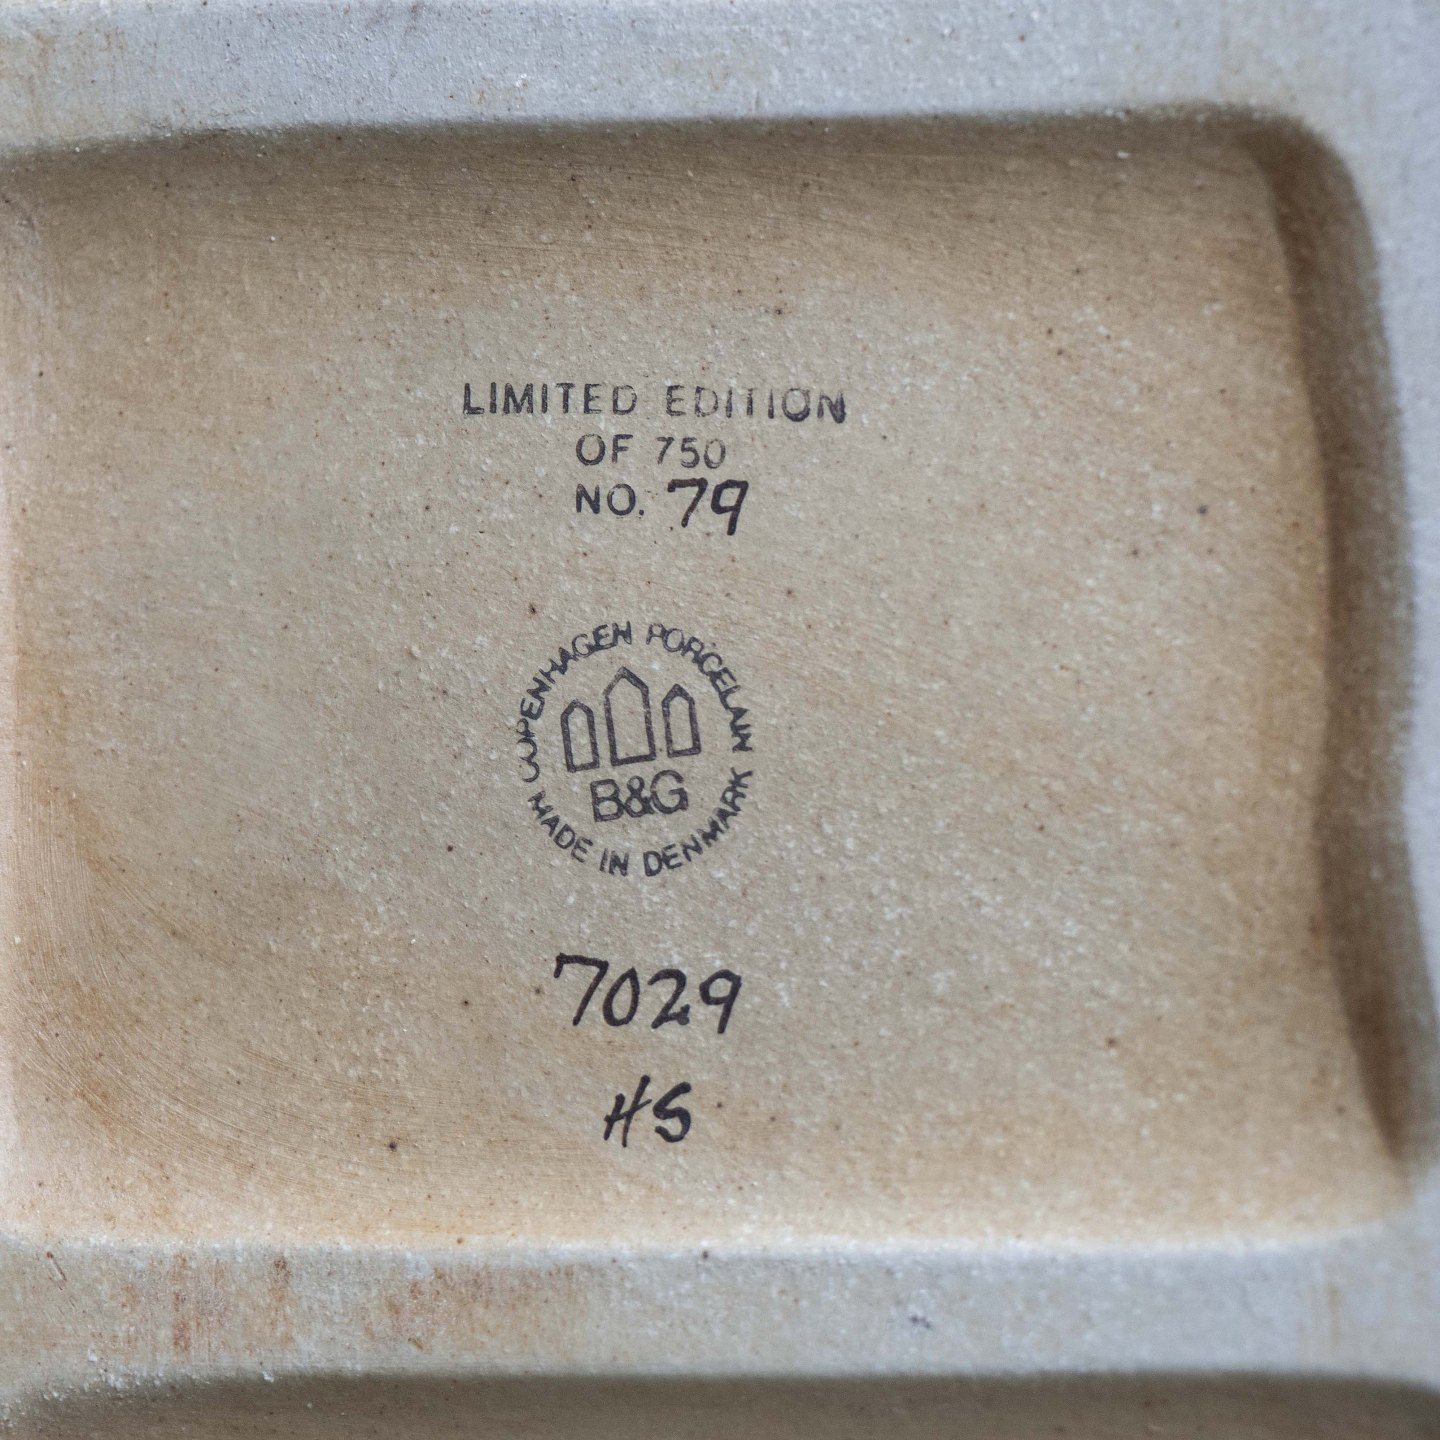 LIMITED EDITION
OF 750
NO. 79
COPENHAGEN PORCELAIN
B&G
MADE IN DENMARK
7029
HS